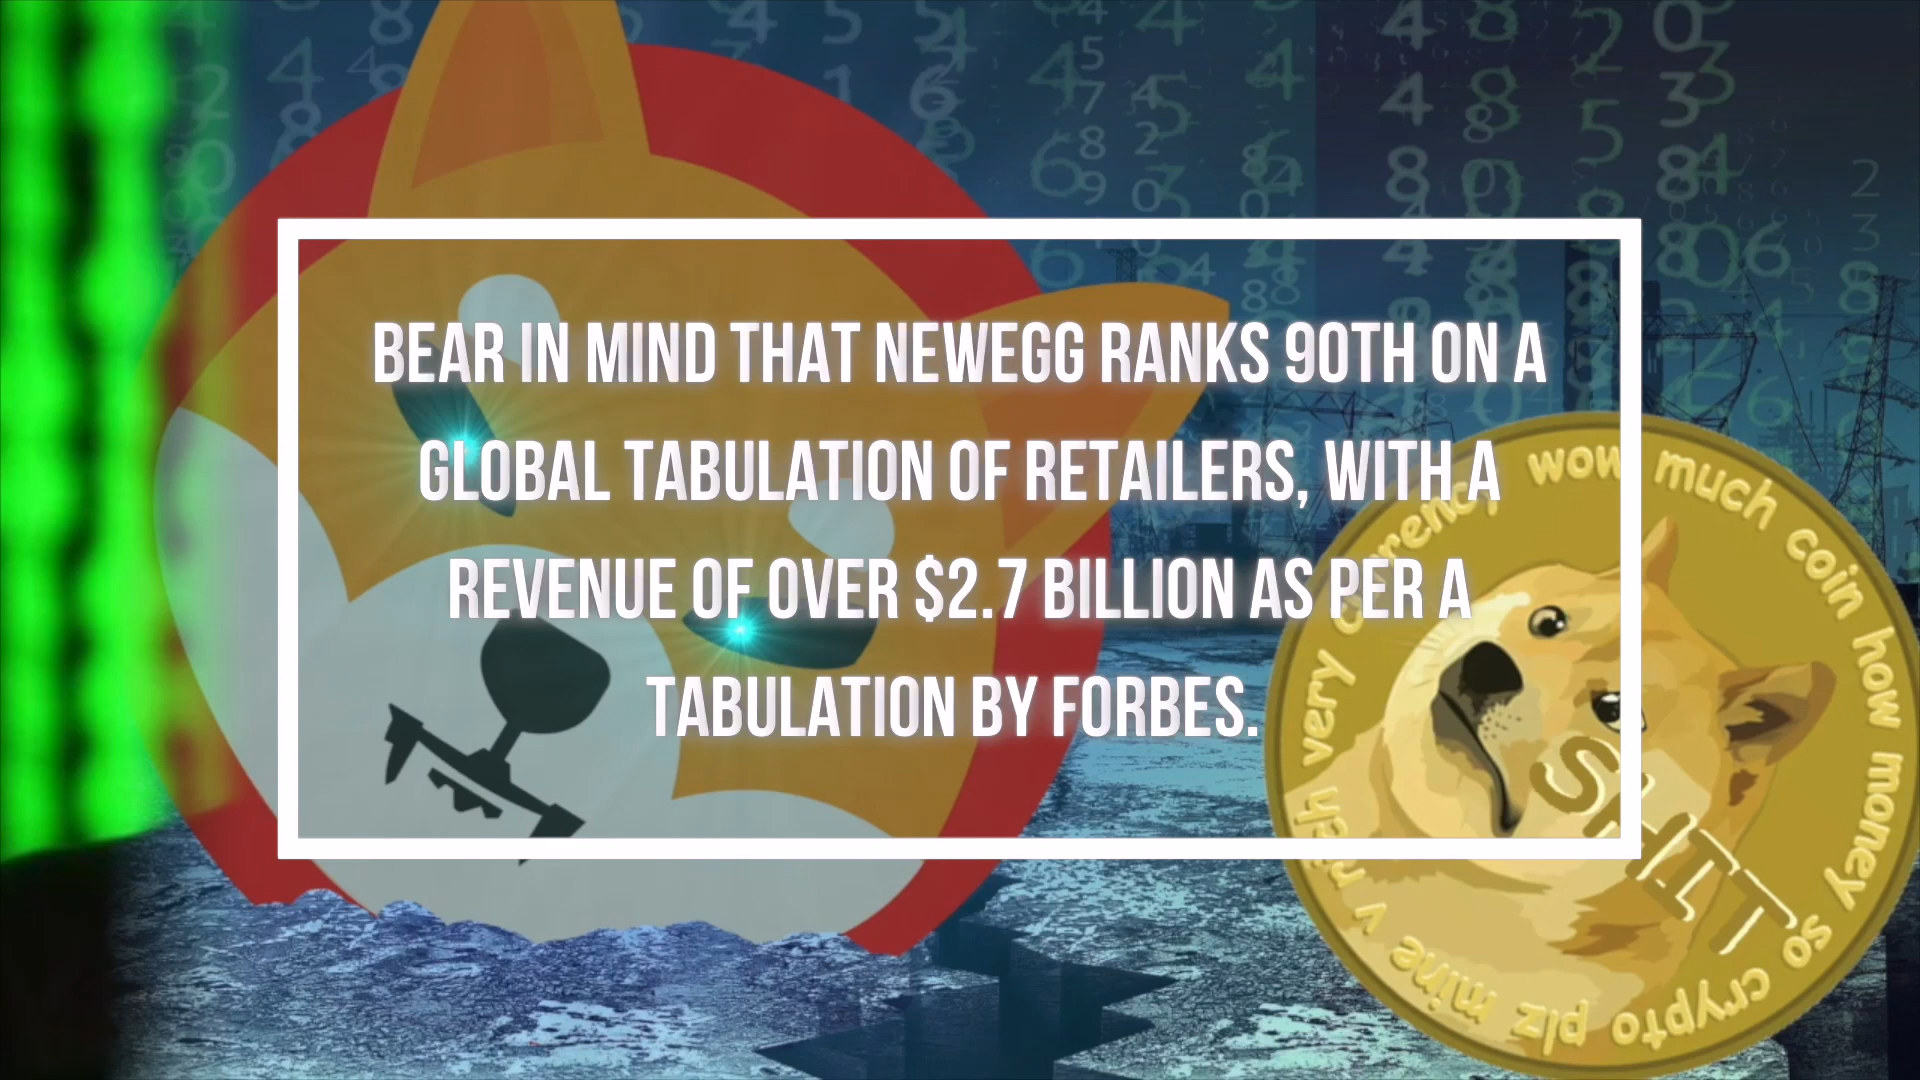 BEAR IN MIND THAT NEWEGG RANKS 90TH ON A
GLOBAL TABULATION OF RETAILERS, WITH A
REVENUE OF OVER $2.7 BILLION AS PER A
TABULATION BY FORBES.
very currency wow much coin how money so crypto plz mine v rich
SHIT